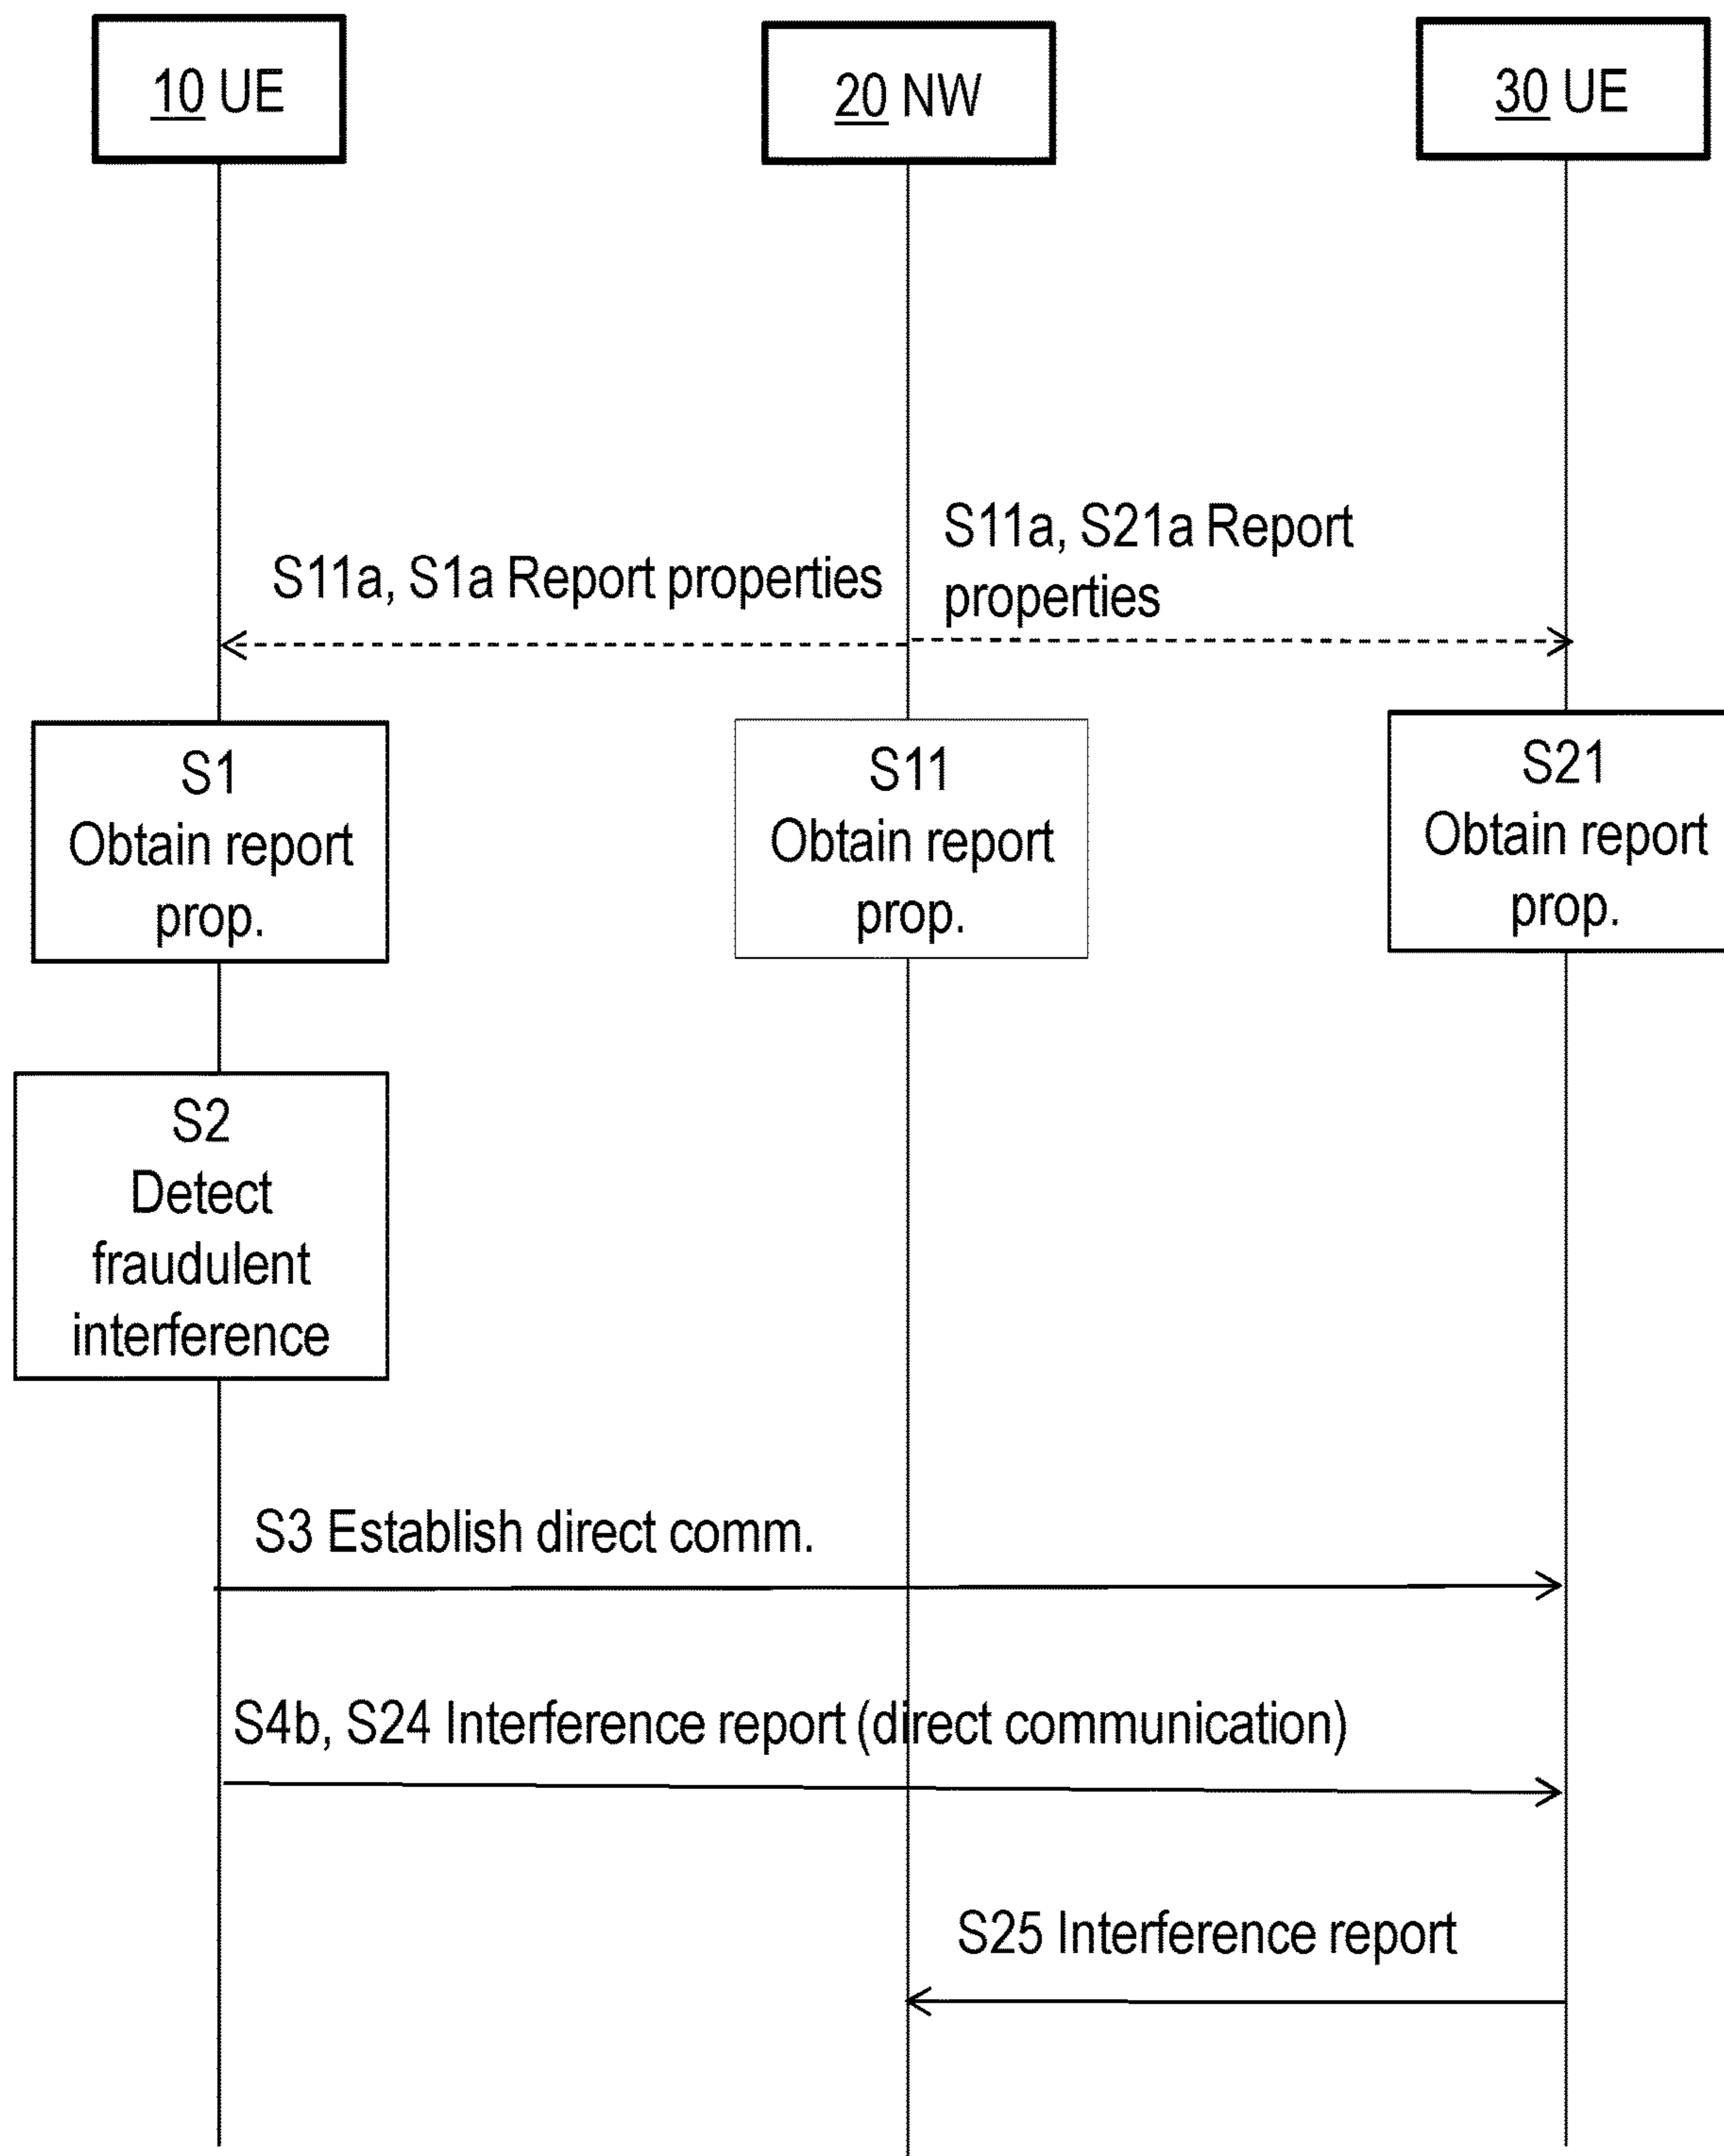 10 UE
20 NW
30 UE
S11a, S1a Report properties
S11a, S21a Report
properties
S1
Obtain report
prop.
S11
Obtain report
prop.
S21
Obtain report
prop.
S2
Detect
fraudulent
interference
S3 Establish direct comm.
S4b, S24 Interference report (direct communication)
S25 Interference report